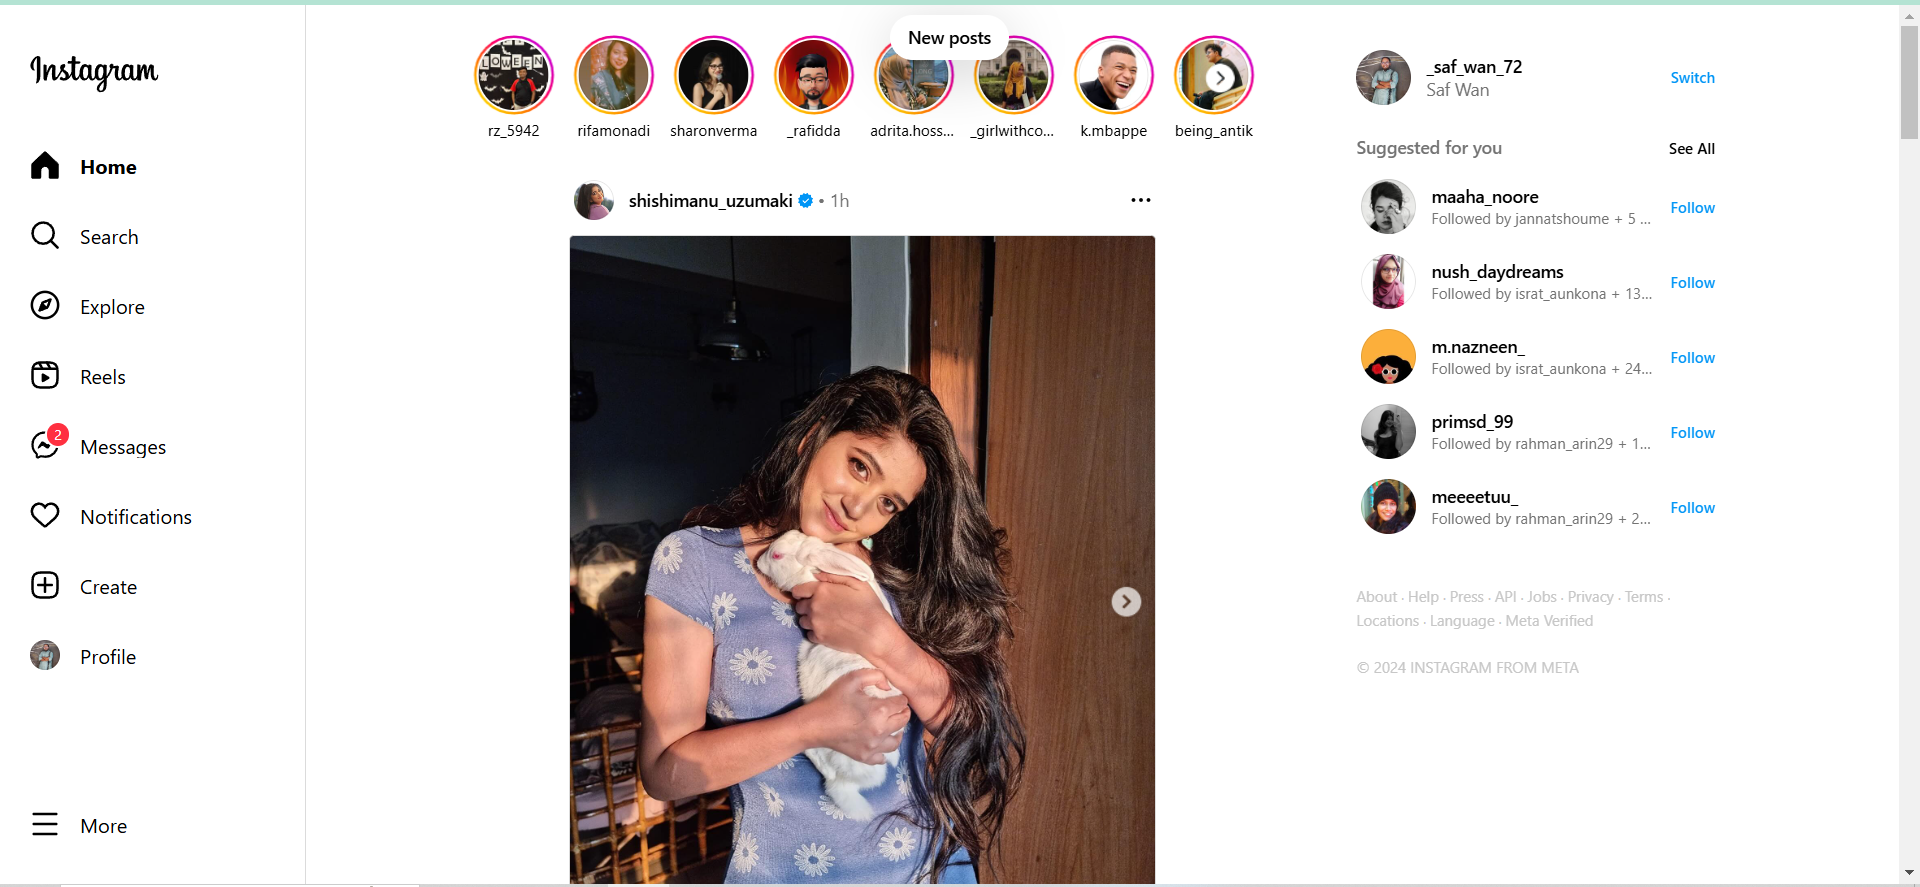 Instagram
Home
Search
Explore
Reels
2
Messages
Notifications
Create
Profile
More
New posts
LOWEEN
rz_5942
rifamonadi
sharonverma
_rafidda
adrita.hoss...
_girlwithco...
k.mbappe
being_antik
shishimanu_uzumaki • 1h
_saf_wan_72
Saf Wan
Switch
Suggested for you
See All
maaha_noore
Followed by jannatshoume + 5 ...
Follow
nush_daydreams
Followed by israt_aunkona + 13...
Follow
m.nazneen_
Followed by israt_aunkona + 24...
Follow
primsd_99
Followed by rahman_arin29 + 1...
Follow
meeeetuu_
Followed by rahman_arin29 + 2...
Follow
About · Help · Press · API · Jobs · Privacy · Terms ·
Locations · Language · Meta Verified
© 2024 INSTAGRAM FROM META